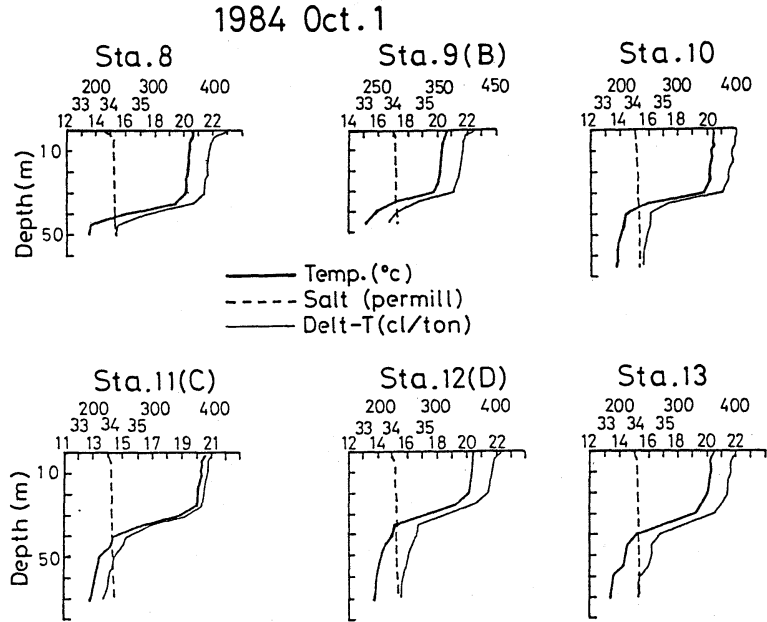 1984 Oct.1
Sta.8 Sta.9(B) Sta.10
200 300 400 250 350 450 200 300 400
33 34 35 33 34 35 33 34 35
12 14 16 18 20 22 14 16 18 20 22 12 14 16 18 20
Depth(m)
10
50
Temp.(°c)
Salt (permill)
Delt-T(cl/ton)
Sta.11(C) Sta.12(D) Sta.13
200 300 400 200 300 400 200 300 400
33 34 35 33 34 35 33 34 35
11 13 15 17 19 21 12 14 16 18 20 22 12 14 16 18 20 22
Depth(m)
10
50